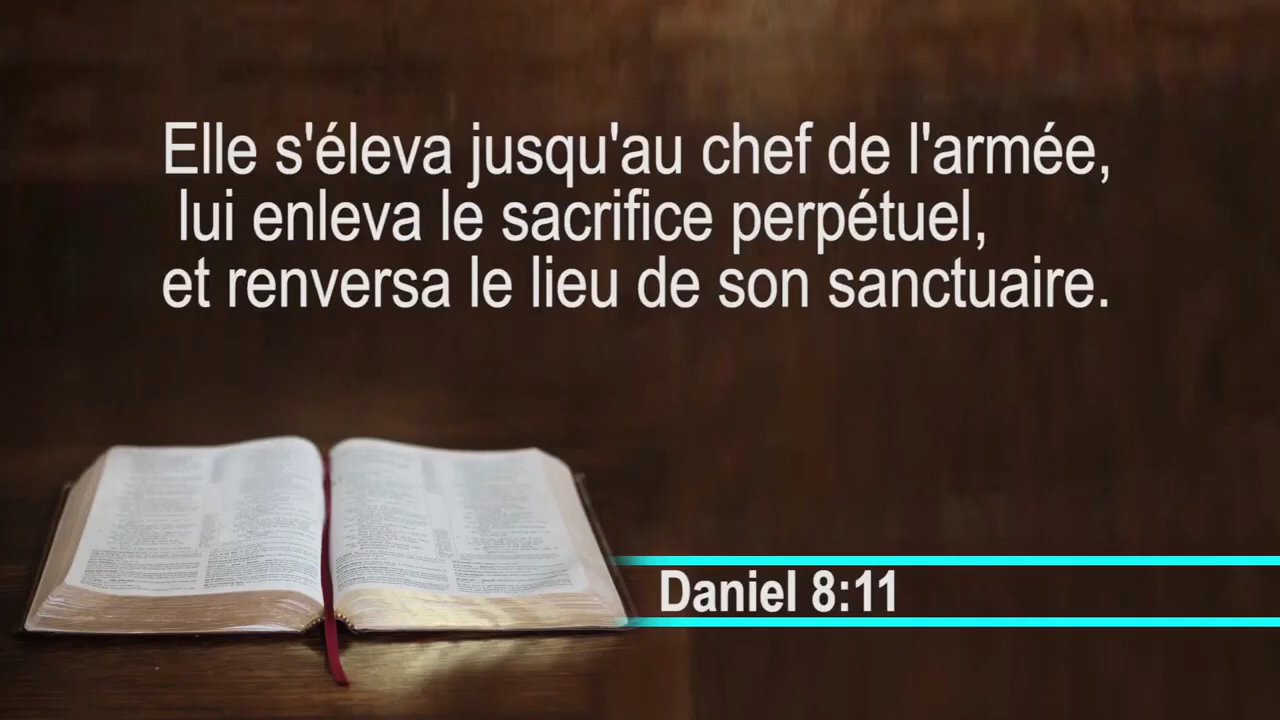 Elle s'éleva jusqu'au chef de l'armée,
lui enleva le sacrifice perpétuel,
et renversa le lieu de son sanctuaire.
Daniel 8:11